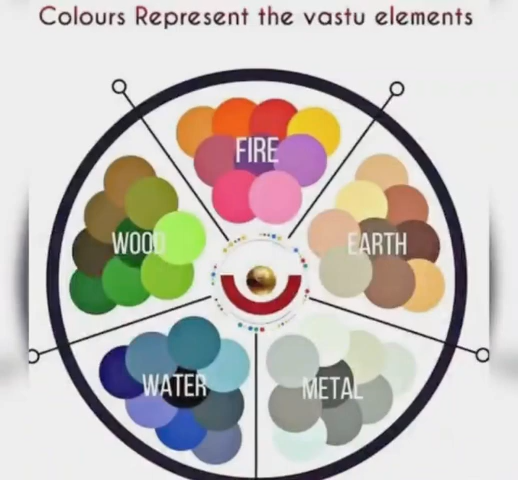 Colours Represent the vastu elements
FIRE
WOOD
EARTH
WATER
METAL